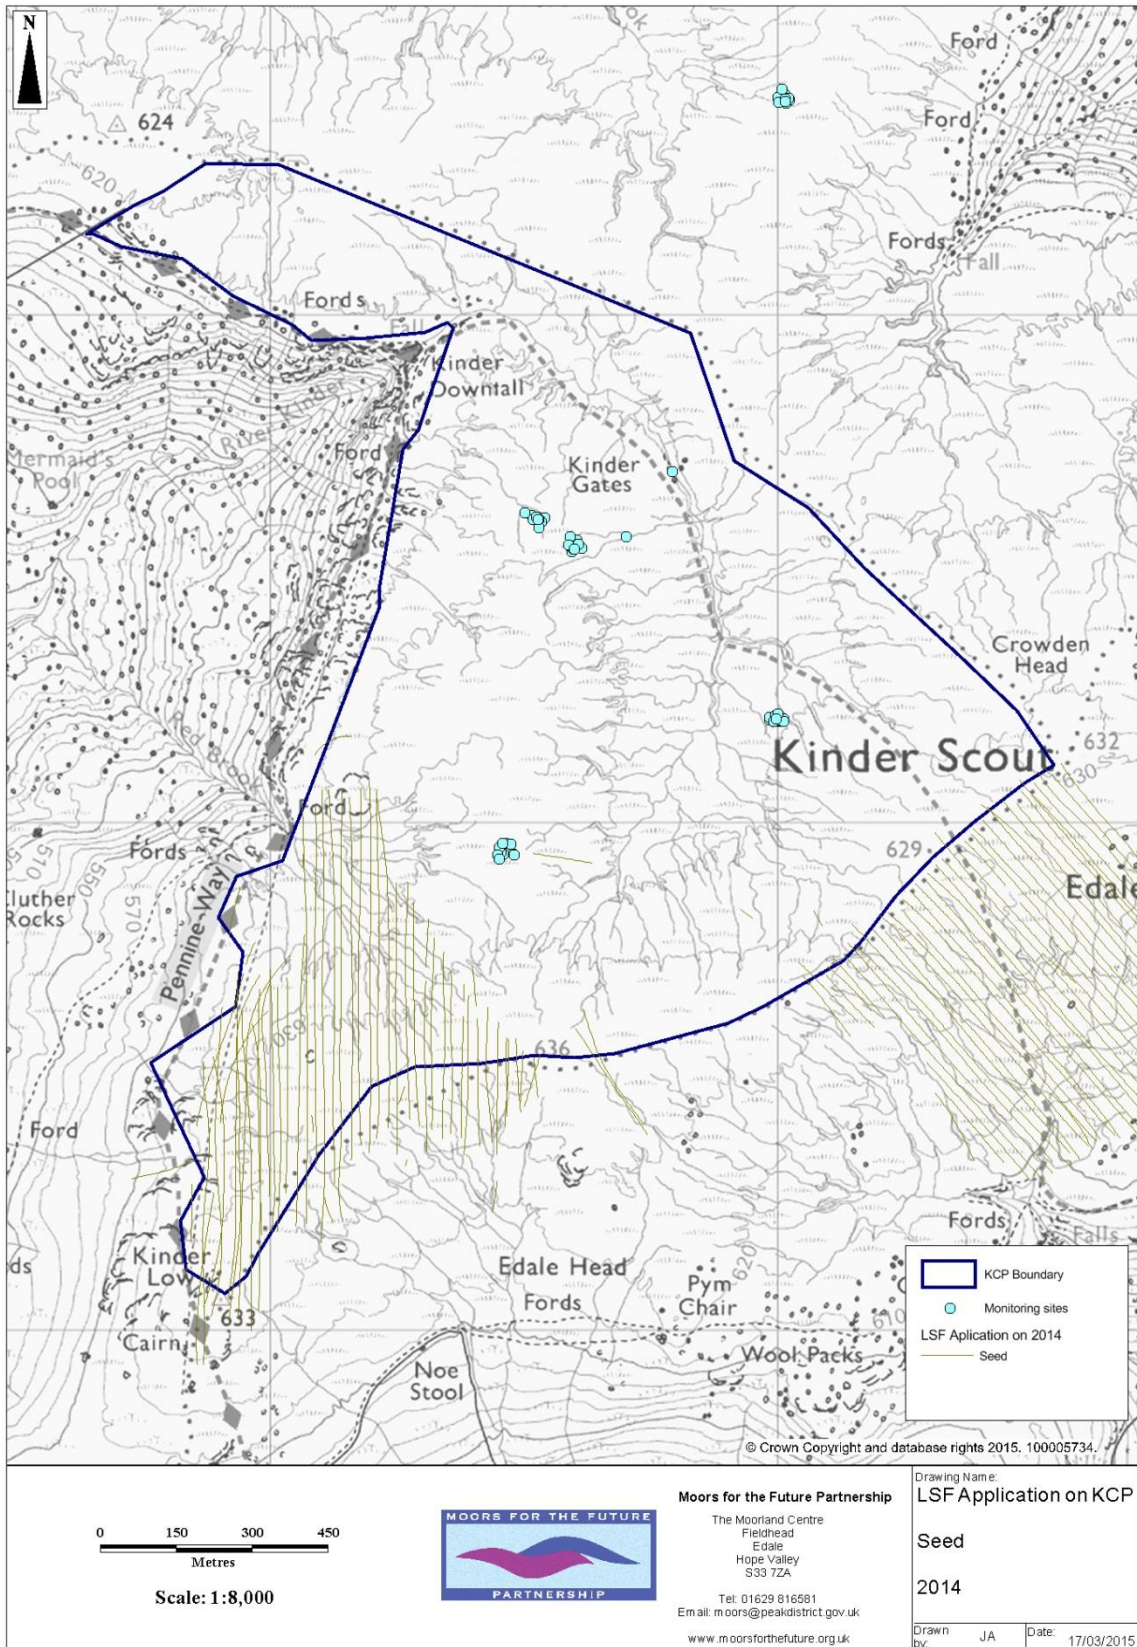 N
Ford
624
Ford
620
Fords
Fall
Fords
Fall
Kinder
Downfall
River Kinder
Ford
Mermaid's
Pool
Kinder
Gates
Crowden
Head
632
Kinder Scout
630
Red Brook
Ford
Fords
629
510
550
570
Cluther
Rocks
Edale
Pennine Way
630
636
Ford
Fords
Falls
Kinder
Low
ds
Edale Head
Fords
620
Pym
Chair
610
633
Cairn
Noe
Stool
Wool Packs
KCP Boundary
Monitoring sites
LSF Aplication on 2014
Seed
© Crown Copyright and database rights 2015. 100005734.
0 150 300 450
Metres
Scale: 1:8,000
MOORS FOR THE FUTURE
PARTNERSHIP
Moors for the Future Partnership
The Moorland Centre
Fieldhead
Edale
Hope Valley
S33 7ZA
Tel: 01629 816581
Email: moors@peakdistrict.gov.uk
www.moorsforthefuture.org.uk
Drawing Name:
LSF Application on KCP
Seed
2014
Drawn by: JA Date: 17/03/2015